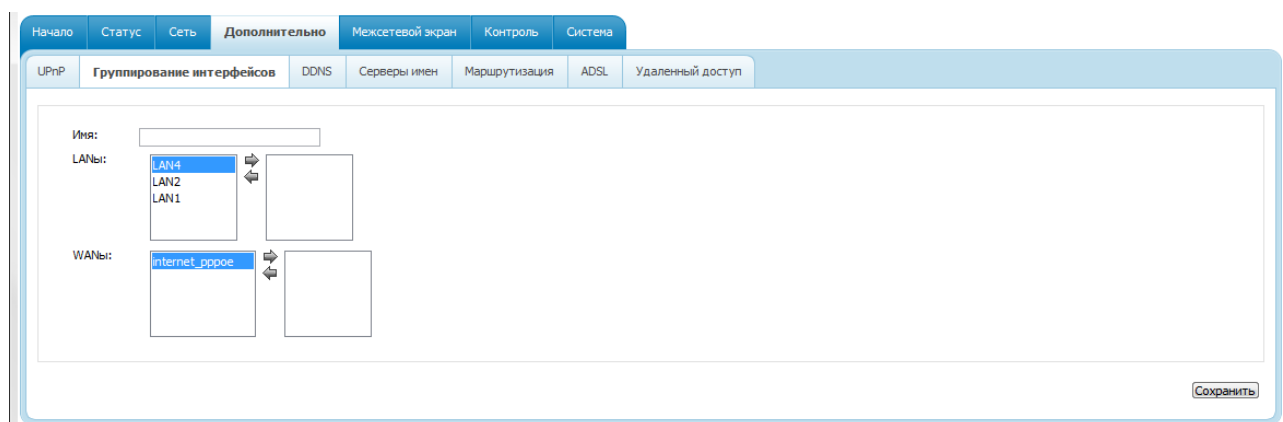 Начало Статус Сеть Дополнительно Межсетевой экран Контроль Система
UPnP Группирование интерфейсов DDNS Серверы имен Маршрутизация ADSL Удаленный доступ
Имя:
LANы:
LAN4
LAN2
LAN1
WANы:
internet_pppoe
Сохранить